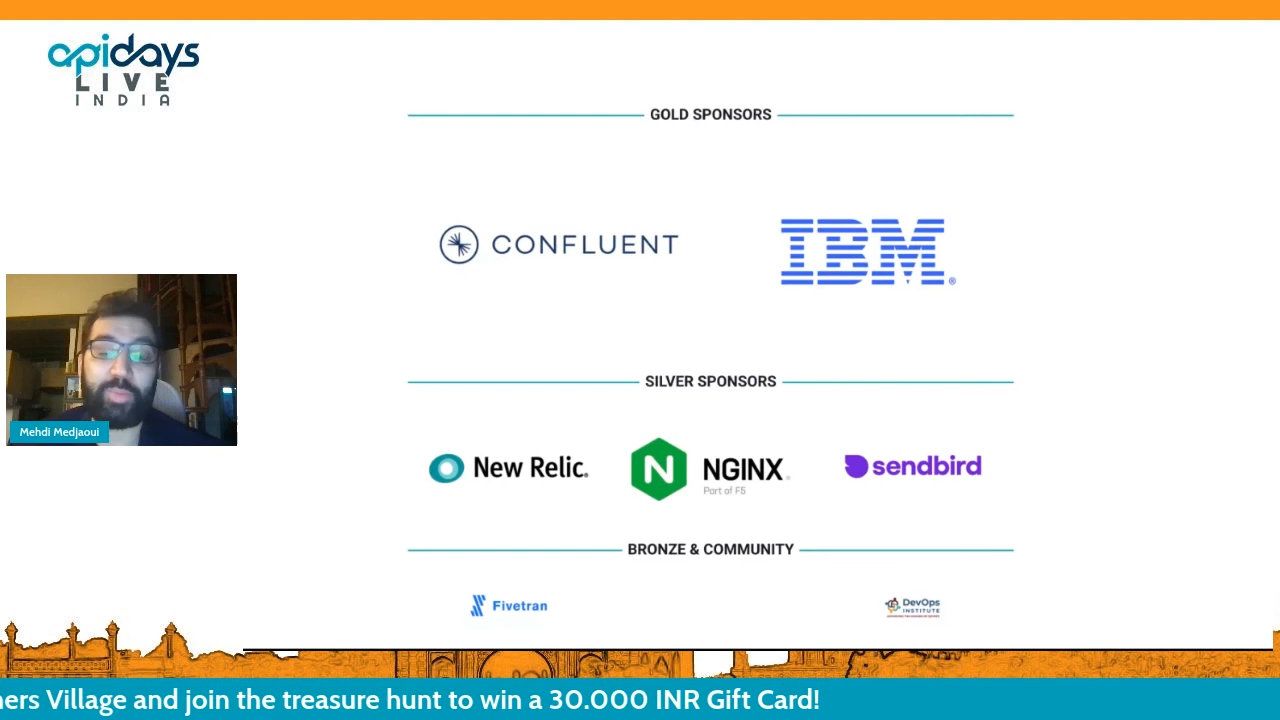 apidays
LIVE
INDIA
GOLD SPONSORS
CONFLUENT
IBM®
SILVER SPONSORS
New Relic®
NGINX
Part of F5
sendbird
BRONZE & COMMUNITY
Fivetran
DevOps
INSTITUTE
Mehdi Medjaoui
Village and join the treasure hunt to win a 30.000 INR Gift Card!